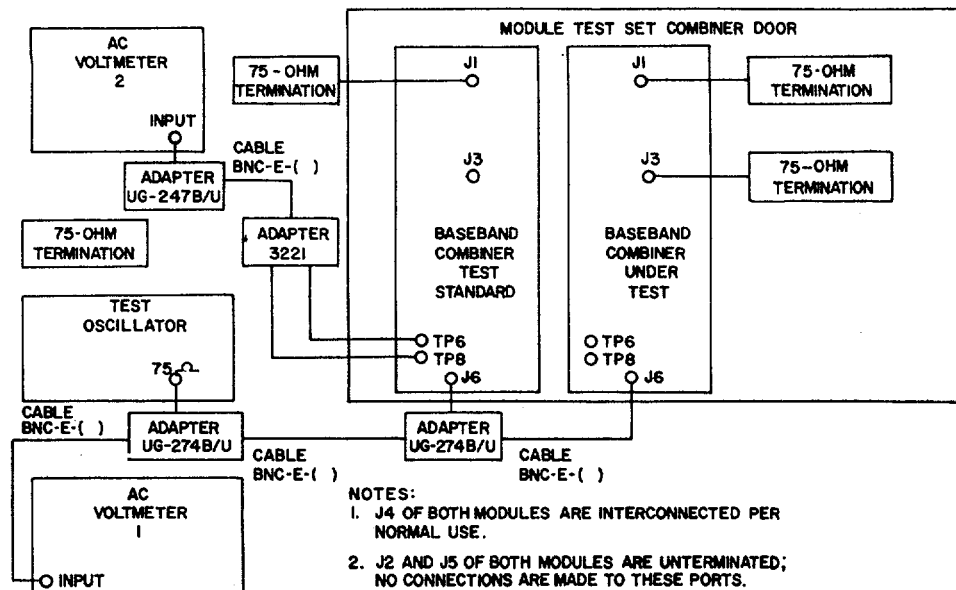 MODULE TEST SET COMBINER DOOR
AC
VOLTMETER
2
INPUT
75-OHM
TERMINATION
J1
J1
75-OHM
TERMINATION
CABLE
BNC-E-( )
J3
J3
75-OHM
TERMINATION
ADAPTER
UG-247B/U
75-OHM
TERMINATION
ADAPTER
3221
BASEBAND
COMBINER
TEST
STANDARD
BASEBAND
COMBINER
UNDER
TEST
TEST
OSCILLATOR
75Ω
TP6
TP8
J6
TP6
TP8
J6
CABLE
BNC-E-( )
ADAPTER
UG-274B/U
CABLE
BNC-E-( )
ADAPTER
UG-274B/U
CABLE
BNC-E-( )
AC
VOLTMETER
1
INPUT
NOTES:
1. J4 OF BOTH MODULES ARE INTERCONNECTED PER
NORMAL USE.
2. J2 AND J5 OF BOTH MODULES ARE UNTERMINATED;
NO CONNECTIONS ARE MADE TO THESE PORTS.